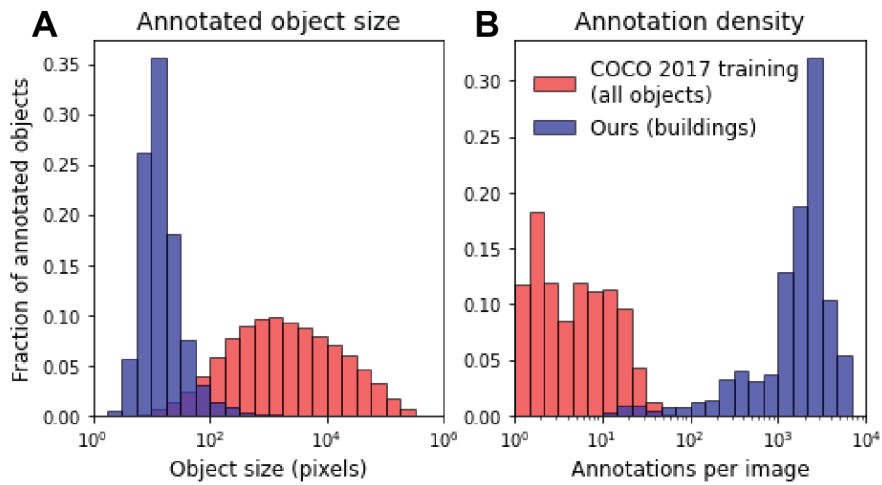 A
Annotated object size
Fraction of annotated objects
0.35
0.30
0.25
0.20
0.15
0.10
0.05
0.00
10^0
10^2
10^4
10^6
Object size (pixels)
B
Annotation density
COCO 2017 training
(all objects)
Ours (buildings)
0.30
0.25
0.20
0.15
0.10
0.05
0.00
10^0
10^1
10^2
10^3
10^4
Annotations per image